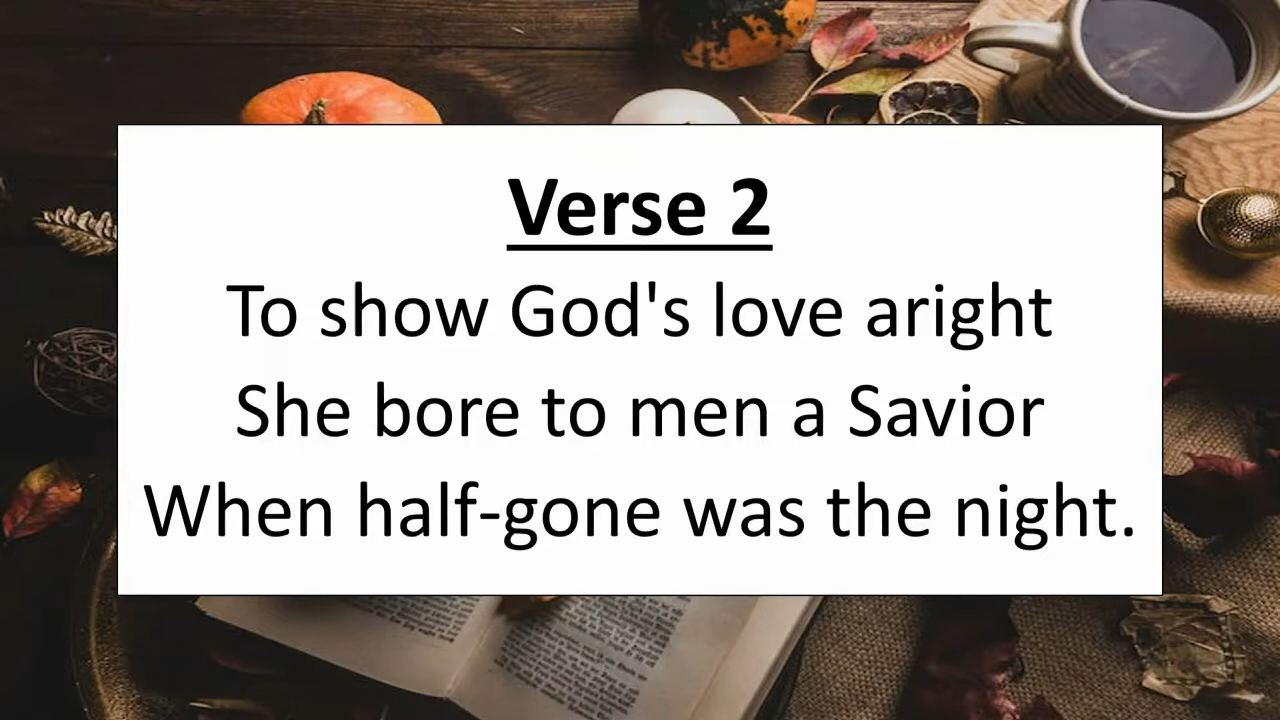 Verse 2
To show God's love aright
She bore to men a Savior
When half-gone was the night.